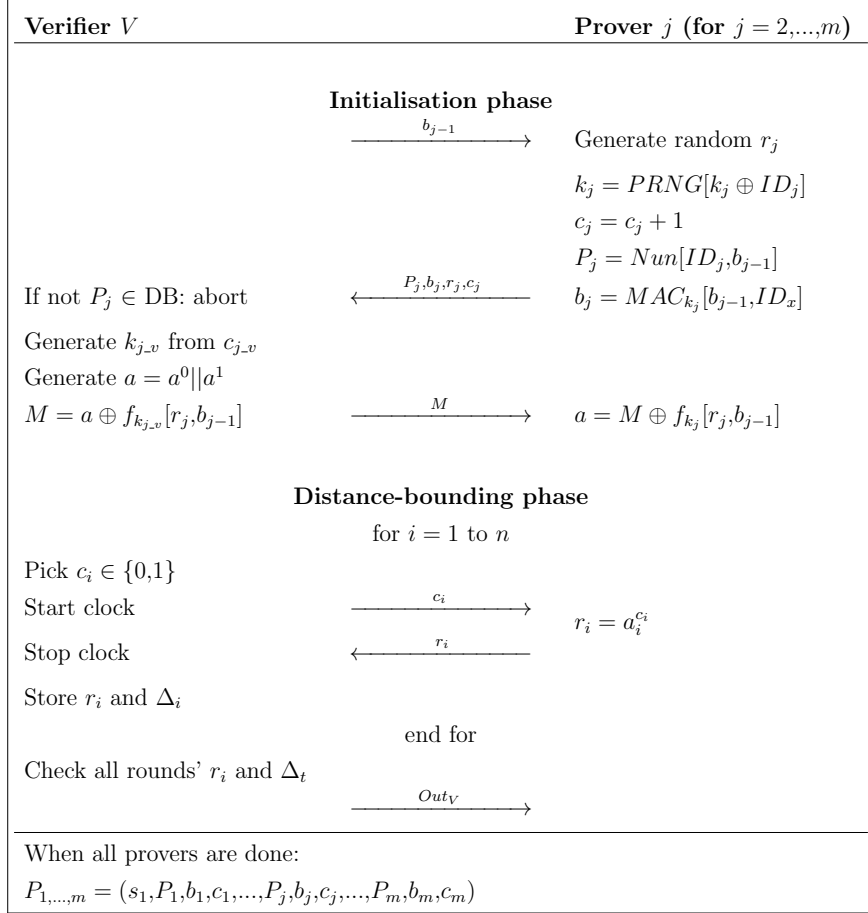 Verifier V Prover j (for j = 2,...,m)
Initialisation phase
b_{j−1} Generate random r_j
k_j = PRNG[k_j ⊕ ID_j]
c_j = c_j + 1
P_j = Nun[ID_j,b_{j−1}]
If not P_j ∈ DB: abort P_j,b_j,r_j,c_j b_j = MAC_{k_j}[b_{j−1},ID_x]
Generate k_{j_v} from c_{j_v}
Generate a = a^0||a^1
M = a ⊕ f_{k_{j_v}}[r_j,b_{j−1}] M a = M ⊕ f_{k_j}[r_j,b_{j−1}]
Distance-bounding phase
for i = 1 to n
Pick c_i ∈ {0,1}
Start clock c_i
r_i = a_i^{c_i}
Stop clock r_i
Store r_i and Δ_i
end for
Check all rounds’ r_i and Δ_t
Out_V
When all provers are done:
P_{1,...,m} = (s_1,P_1,b_1,c_1,...,P_j,b_j,c_j,...,P_m,b_m,c_m)